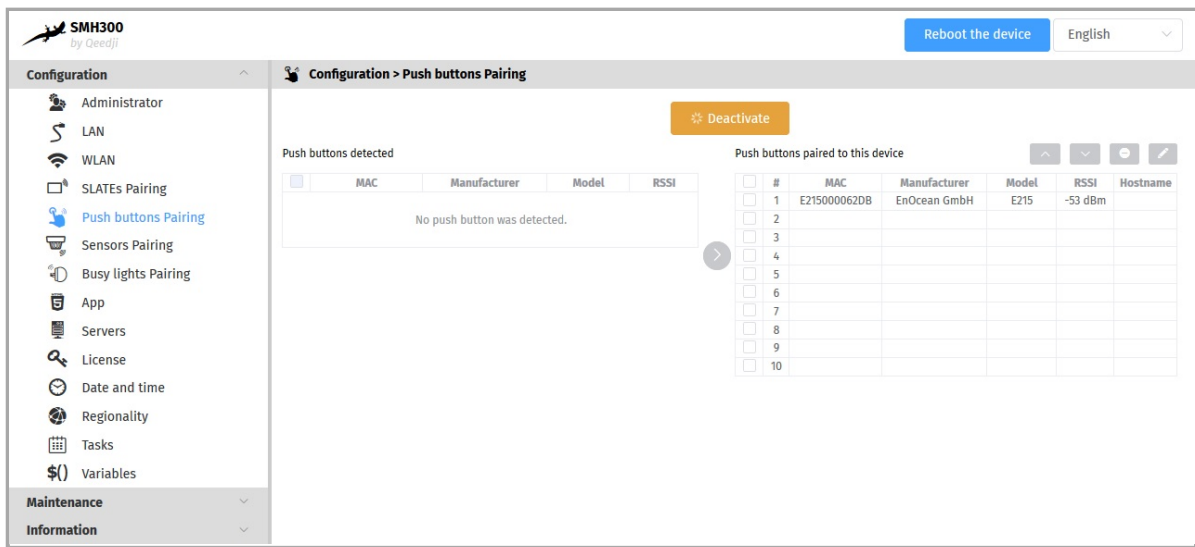 SMH300
by Qeedji
Reboot the device
English
Configuration
Configuration > Push buttons Pairing
Administrator
LAN
WLAN
SLATEs Pairing
Push buttons Pairing
Sensors Pairing
Busy lights Pairing
App
Servers
License
Date and time
Regionality
Tasks
$() Variables
Maintenance
Information
Deactivate
Push buttons detected
MAC Manufacturer Model RSSI
No push button was detected.
Push buttons paired to this device
# MAC Manufacturer Model RSSI Hostname
1 E215000062DB EnOcean GmbH E215 -53 dBm
2
3
4
5
6
7
8
9
10